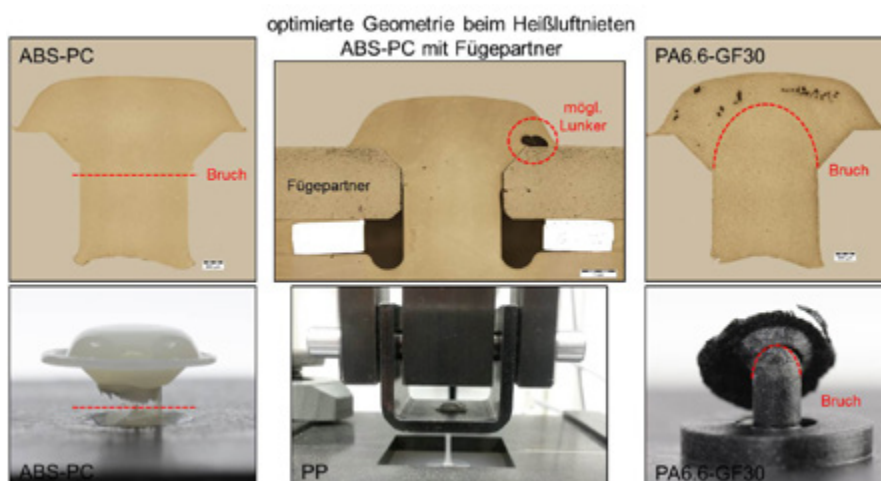 optimierte Geometrie beim Heißluftnieten
ABS-PC mit Fügepartner
ABS-PC
Bruch
mögl.
Lunker
Fügepartner
PA6.6-GF30
Bruch
ABS-PC
PP
Bruch
PA6.6-GF30